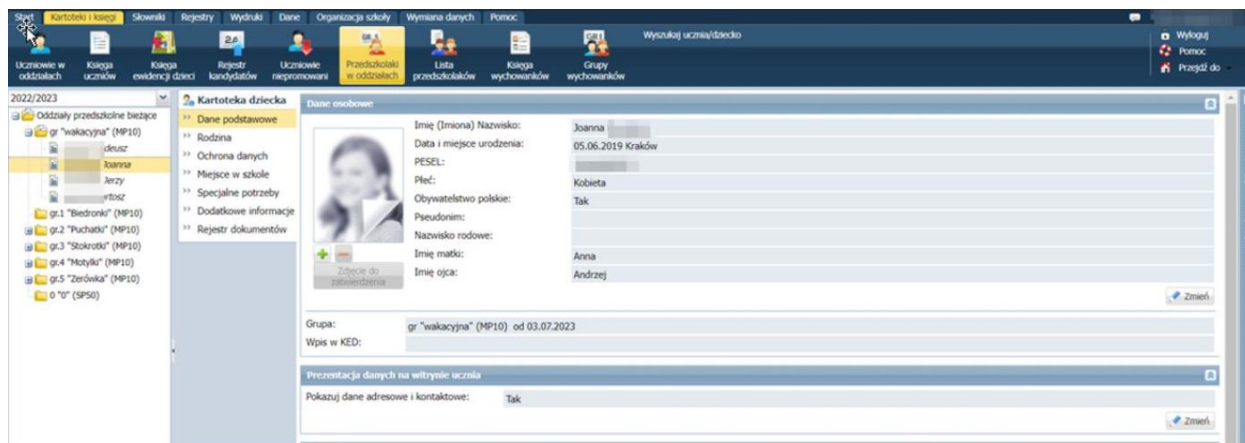 Start Kartoteki i księgi Słowniki Rejestry Wydruki Dane Organizacja szkoły Wymiana danych Pomoc
Uczniowie w oddziałach
Księga uczniów
Księga ewidencji dzieci
Rejestr kandydatów
Uczniowie niepromowani
Przedszkolaki w oddziałach
Lista przedszkolaków
Księga wychowanków
Grupy wychowanków
Wyszukaj ucznia/dziecko
Wyloguj
Pomoc
Przejdź do
2022/2023
Oddziały przedszkolne bieżące
gr "wakacyjna" (MP10)
deusz
Joanna
Jerzy
rtosz
gr.1 "Biedronki" (MP10)
gr.2 "Puchatki" (MP10)
gr.3 "Stokrotki" (MP10)
gr.4 "Motylki" (MP10)
gr.5 "Zerówka" (MP10)
0 "0" (SP50)
Kartoteka dziecka
Dane podstawowe
Rodzina
Ochrona danych
Miejsce w szkole
Specjalne potrzeby
Dodatkowe informacje
Rejestr dokumentów
Dane osobowe
Imię (Imiona) Nazwisko: Joanna
Data i miejsce urodzenia: 05.06.2019 Kraków
PESEL:
Płeć: Kobieta
Obywatelstwo polskie: Tak
Pseudonim:
Nazwisko rodowe:
Imię matki: Anna
Imię ojca: Andrzej
Zdjęcie do zatwierdzenia
Zmień
Grupa: gr "wakacyjna" (MP10) od 03.07.2023
Wpis w KED:
Prezentacja danych na witrynie ucznia
Pokazuj dane adresowe i kontaktowe: Tak
Zmień